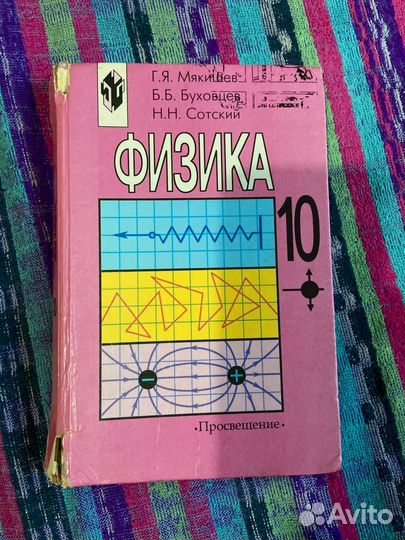 Г.Я. Мякишев
Б.Б. Буховцев
Н.Н. Сотский
ФИЗИКА
10
− +
·Просвещение·
Avito